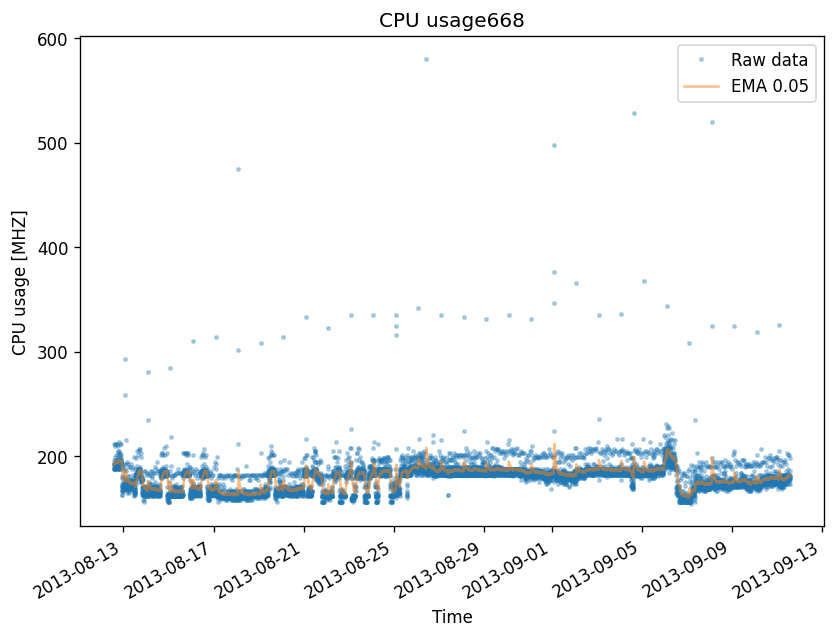 CPU usage668
Raw data
EMA 0.05
CPU usage [MHZ]
600
500
400
300
200
2013-08-13
2013-08-17
2013-08-21
2013-08-25
2013-08-29
2013-09-01
2013-09-05
2013-09-09
2013-09-13
Time